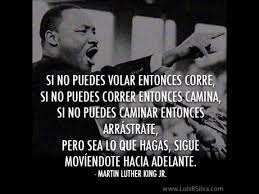 SI NO PUEDES VOLAR ENTONCES CORRE,
SI NO PUEDES CORRER ENTONCES CAMINA,
SI NO PUEDES CAMINAR ENTONCES
ARRÁSTRATE,
PERO SEA LO QUE HAGAS, SIGUE
MOVIÉNDOTE HACIA ADELANTE.
- MARTIN LUTHER KING JR.
www.LuisRSilva.com